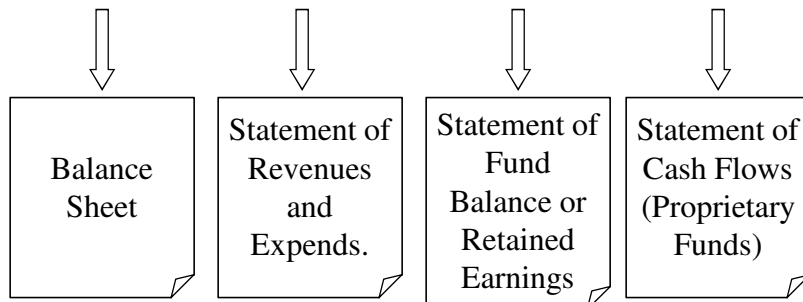 Balance
Sheet
Statement of
Revenues
and
Expends.
Statement of
Fund
Balance or
Retained
Earnings
Statement of
Cash Flows
(Proprietary
Funds)